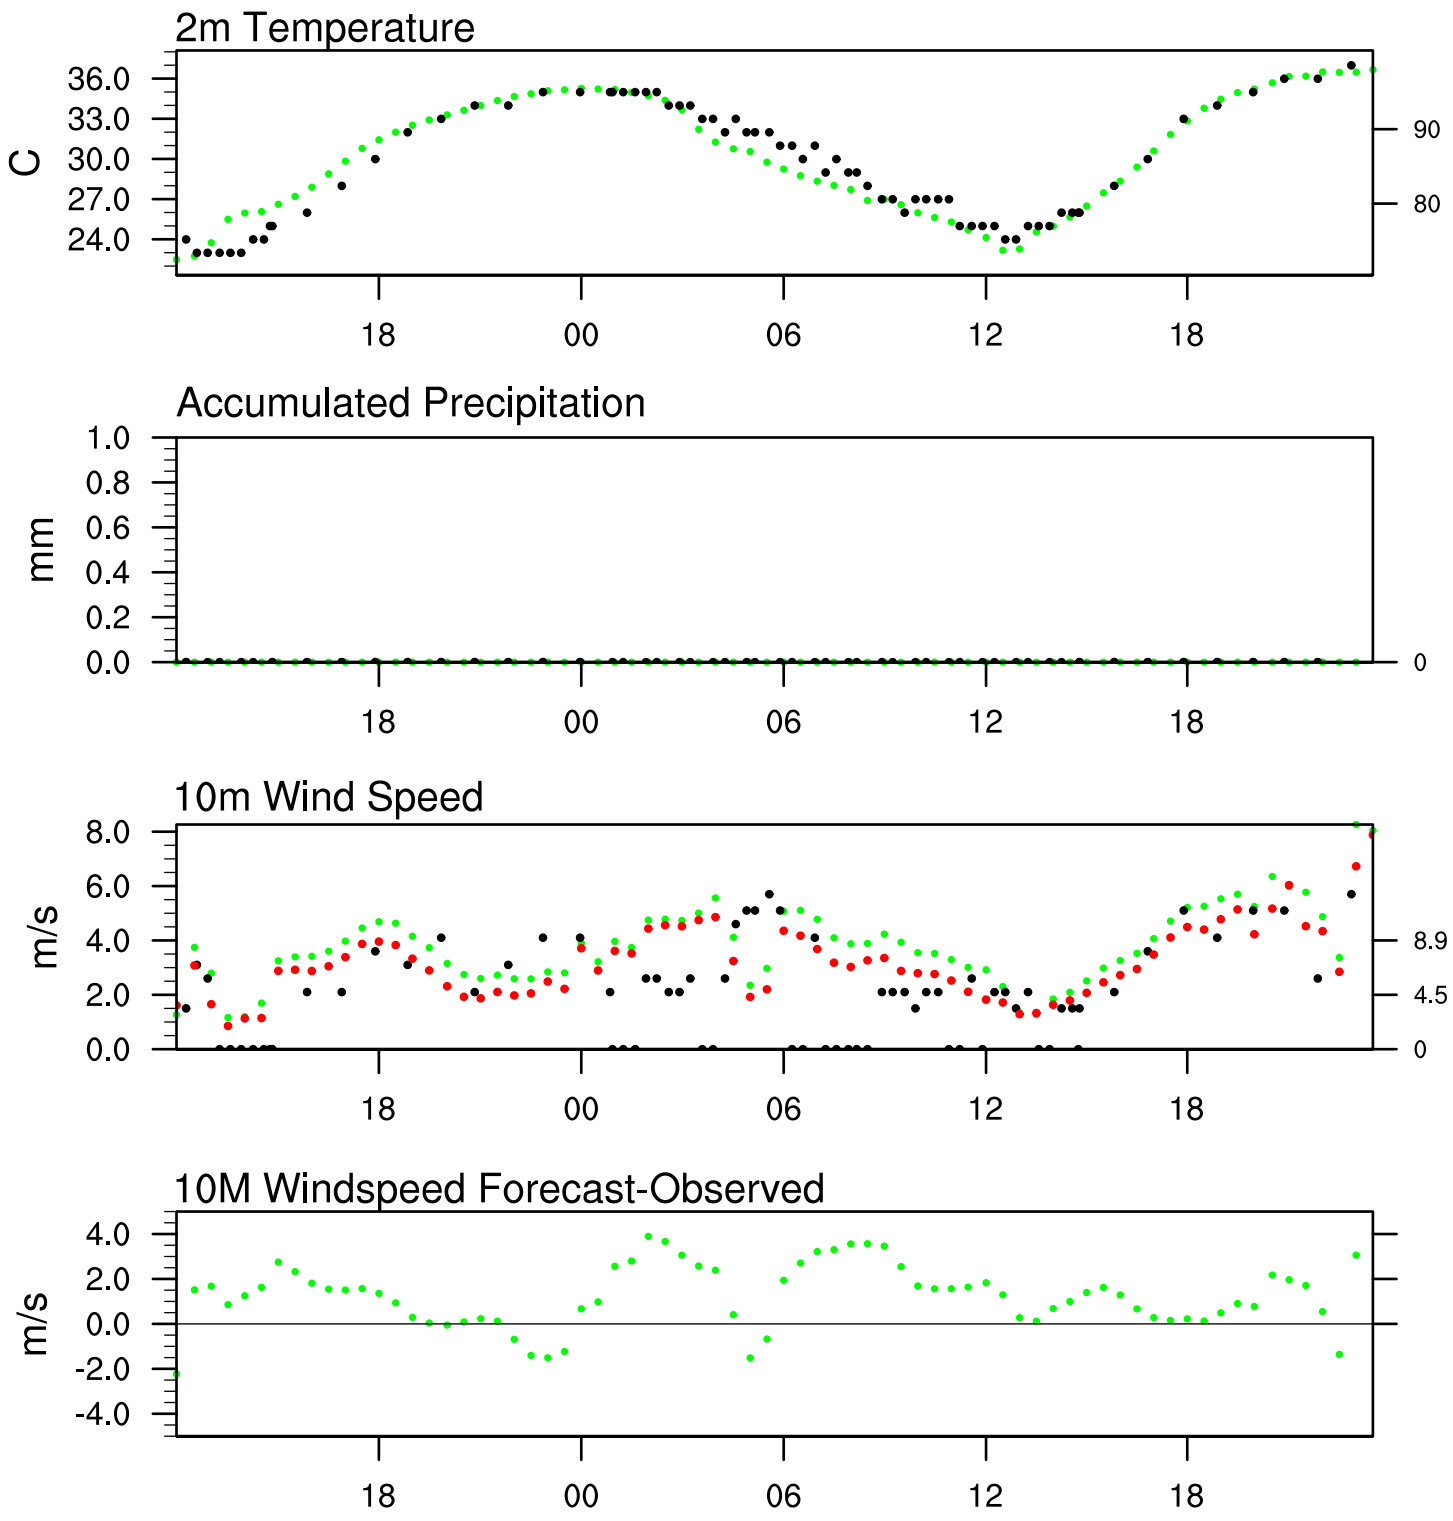 2m Temperature
36.0
33.0
30.0
27.0
24.0
C
90
80
18 00 06 12 18
Accumulated Precipitation
1.0
0.8
0.6
0.4
0.2
0.0
mm
0
18 00 06 12 18
10m Wind Speed
8.0
6.0
4.0
2.0
0.0
m/s
8.9
4.5
0
18 00 06 12 18
10M Windspeed Forecast-Observed
4.0
2.0
0.0
-2.0
-4.0
m/s
18 00 06 12 18